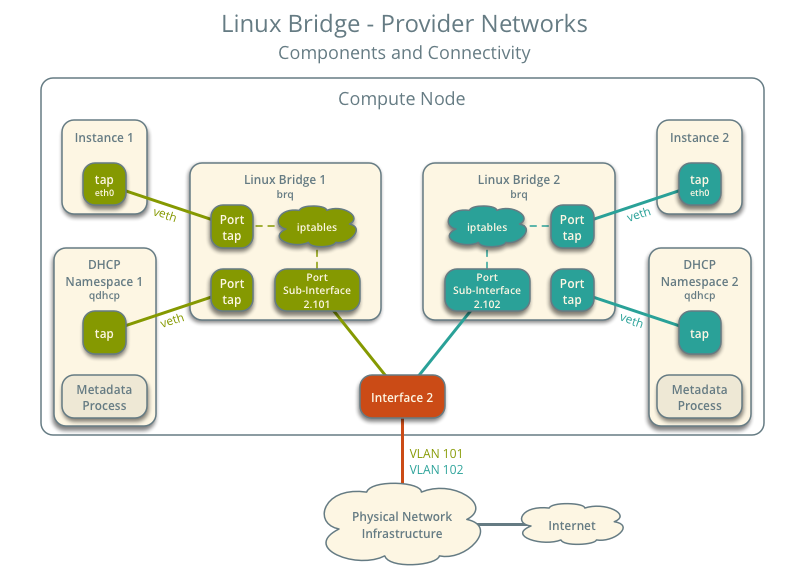 Linux Bridge - Provider Networks
Components and Connectivity
Compute Node
Instance 1
tap
eth0
veth
DHCP
Namespace 1
qdhcp
tap
veth
Metadata
Process
Linux Bridge 1
brq
Port
tap
iptables
Port
tap
Port
Sub-Interface
2.101
Linux Bridge 2
brq
iptables
Port
tap
Port
Sub-Interface
2.102
Port
tap
Instance 2
tap
eth0
veth
DHCP
Namespace 2
qdhcp
tap
veth
Metadata
Process
Interface 2
VLAN 101
VLAN 102
Physical Network
Infrastructure
Internet